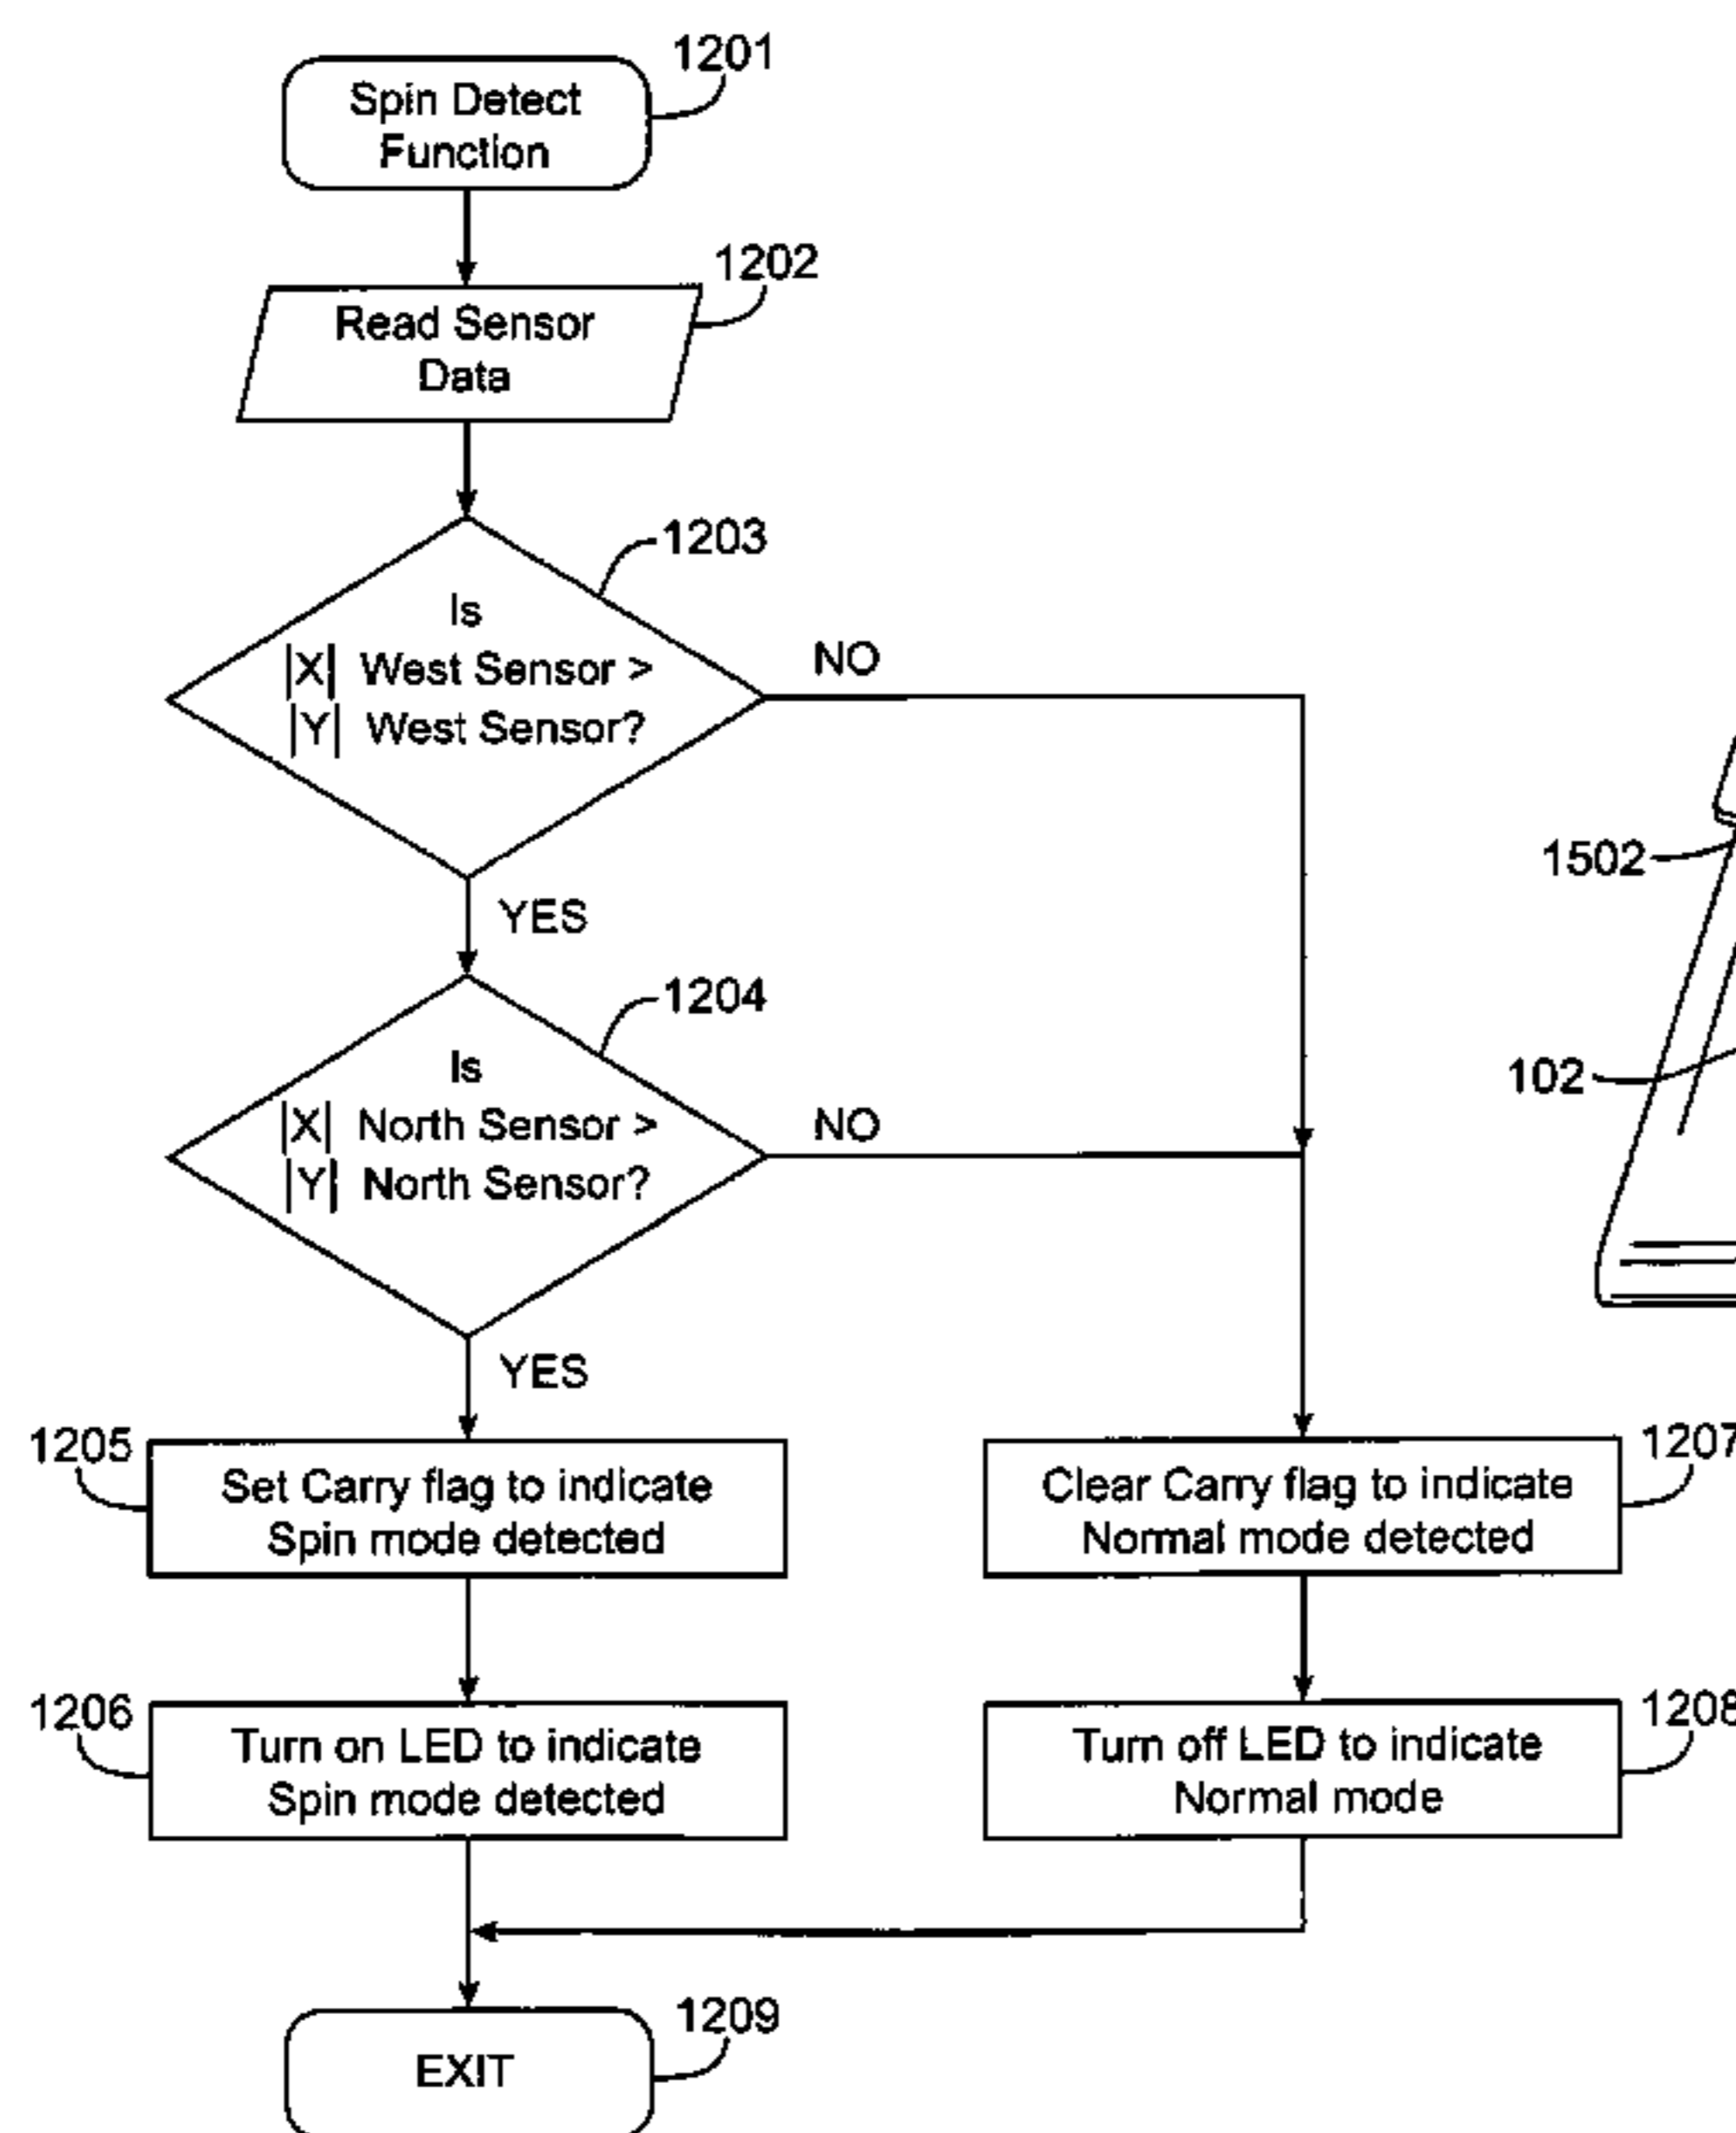 1201
Spin Detect
Function
1202
Read Sensor
Data
1203
Is
|X| West Sensor >
|Y| West Sensor?
NO
YES
1204
Is
|X| North Sensor >
|Y| North Sensor?
NO
YES
1205
Set Carry flag to indicate
Spin mode detected
1207
Clear Carry flag to indicate
Normal mode detected
1206
Turn on LED to indicate
Spin mode detected
1208
Turn off LED to indicate
Normal mode
1209
EXIT
1502
102